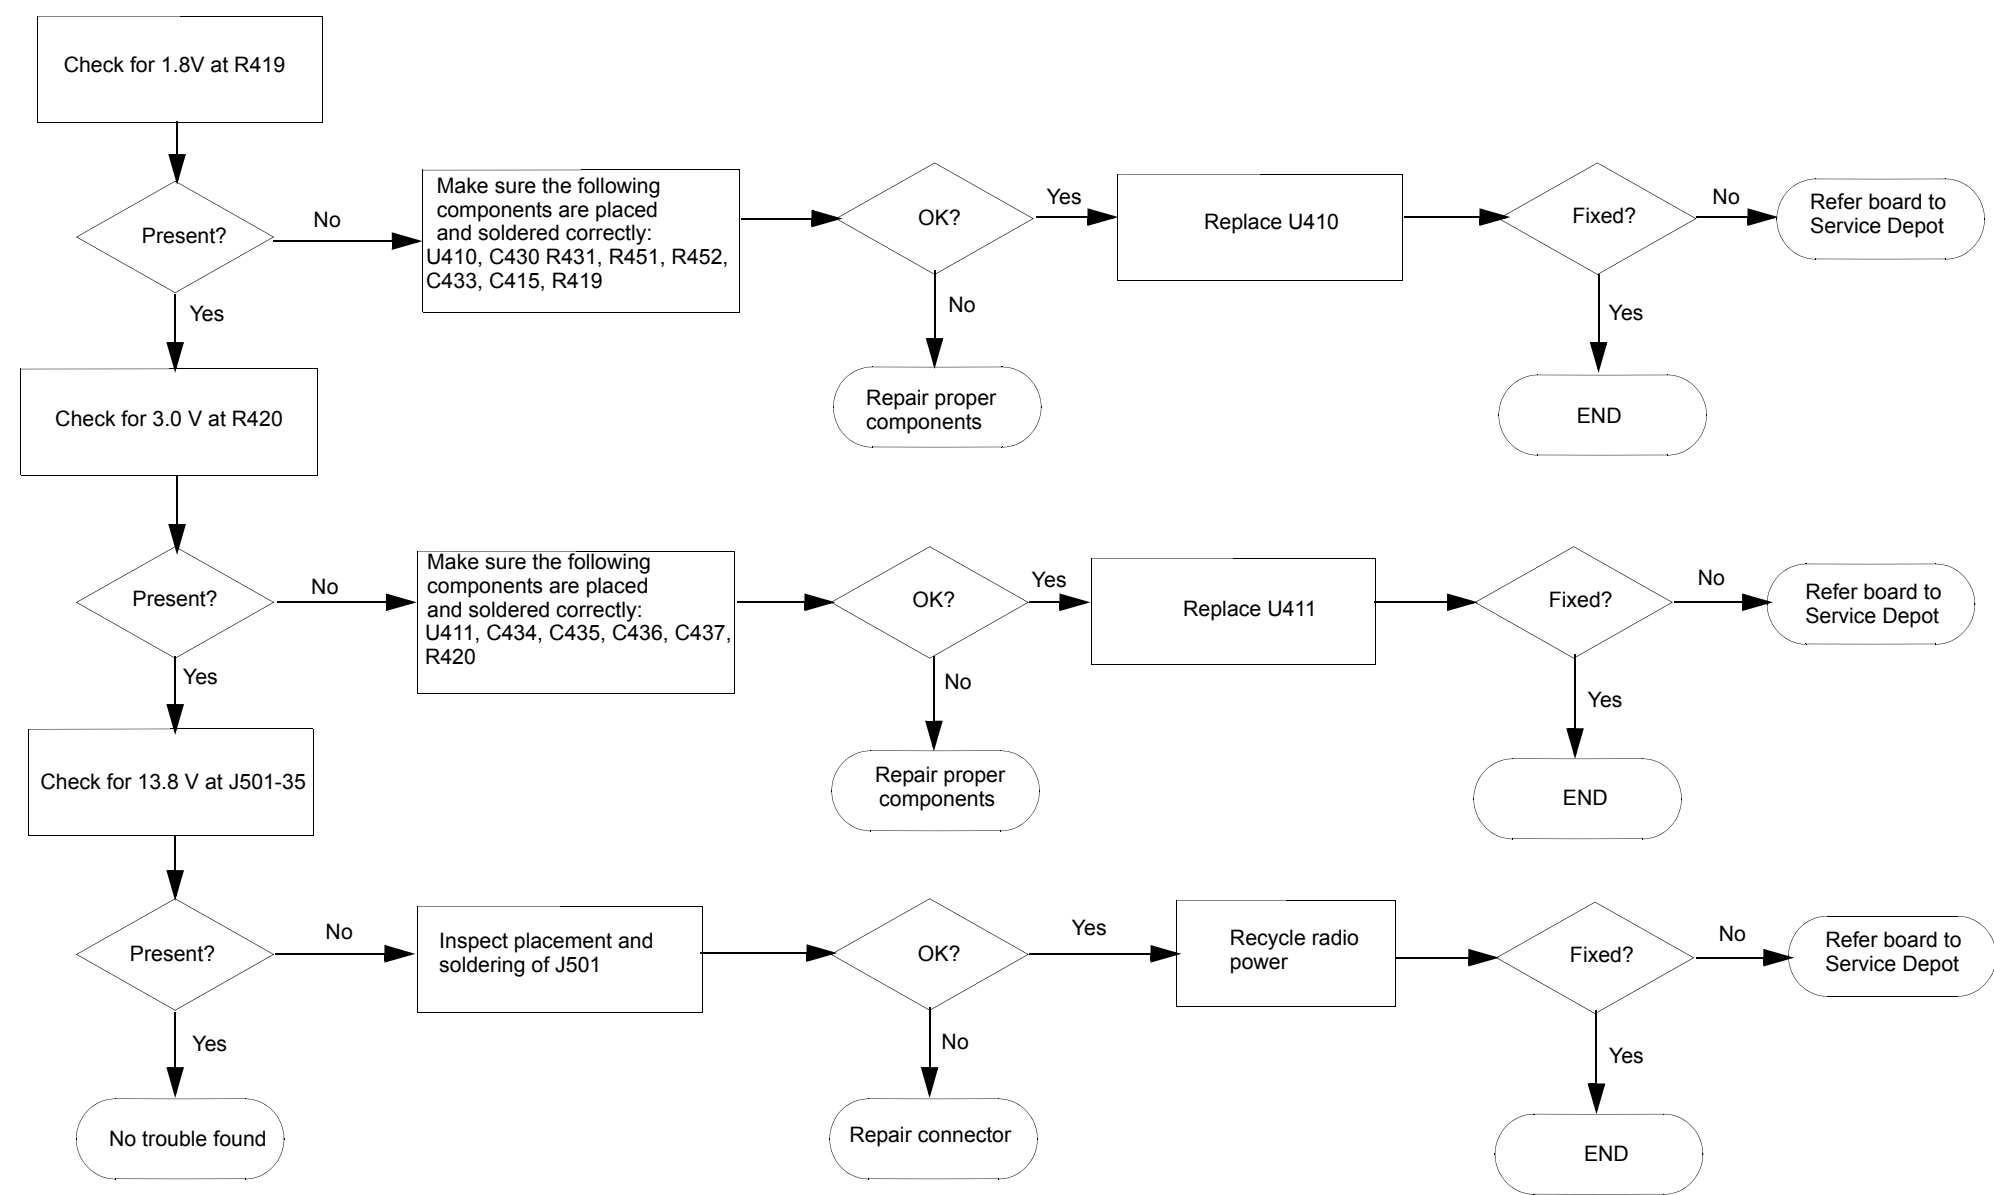 Check for 1.8V at R419
Present?
No
Make sure the following
components are placed
and soldered correctly:
U410, C430 R431, R451, R452,
C433, C415, R419
OK?
Yes
Replace U410
Fixed?
No
Refer board to
Service Depot
Yes
No
Yes
Repair proper
components
END
Check for 3.0 V at R420
Present?
No
Make sure the following
components are placed
and soldered correctly:
U411, C434, C435, C436, C437,
R420
OK?
Yes
Replace U411
Fixed?
No
Refer board to
Service Depot
Yes
No
Yes
Repair proper
components
END
Check for 13.8 V at J501-35
Present?
No
Inspect placement and
soldering of J501
OK?
Yes
Recycle radio
power
Fixed?
No
Refer board to
Service Depot
Yes
No
Yes
No trouble found
Repair connector
END